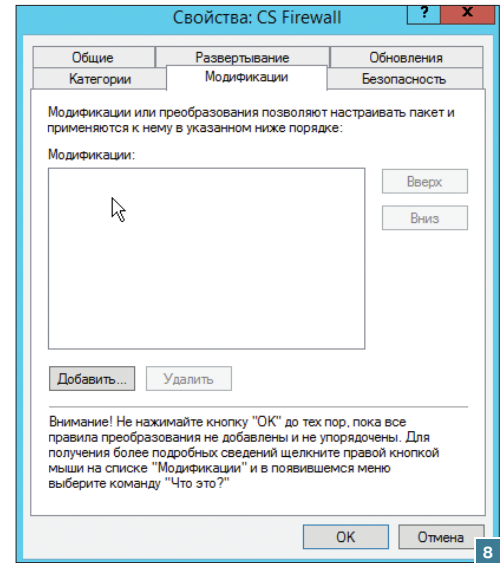 Свойства: CS Firewall
? x
Общие Развертывание Обновления
Категории Модификации Безопасность
Модификации или преобразования позволяют настраивать пакет и
применяются к нему в указанном ниже порядке:
Модификации:
Вверх
Вниз
Добавить... Удалить
Внимание! Не нажимайте кнопку "ОК" до тех пор, пока все
правила преобразования не добавлены и не упорядочены. Для
получения более подробных сведений щелкните правой кнопкой
мыши на списке "Модификации" и в появившемся меню
выберите команду "Что это?"
ОК Отмена
8